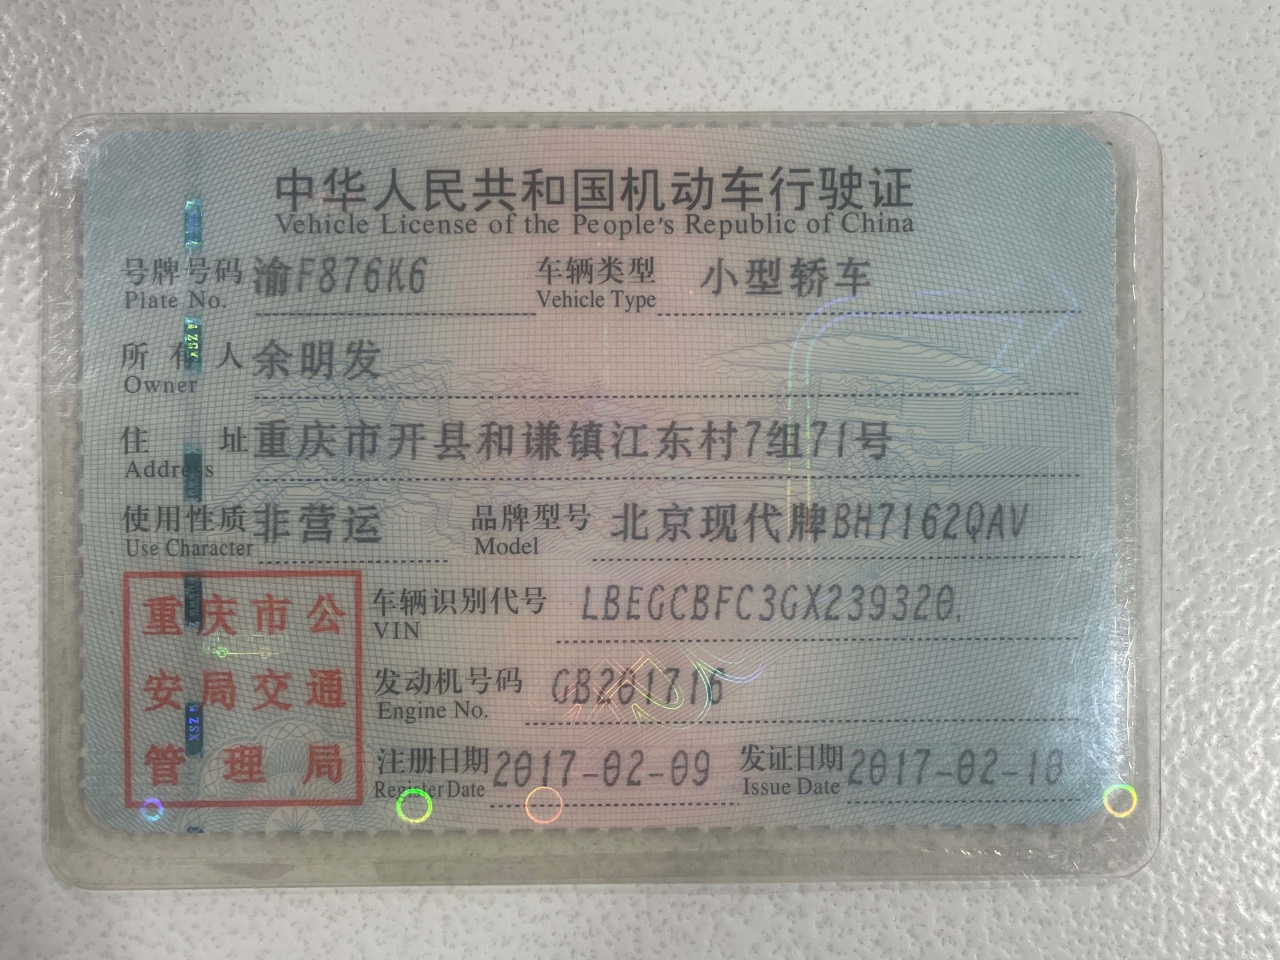 中华人民共和国机动车行驶证
Vehicle License of the People's Republic of China
号牌号码 渝F876K6 车辆类型 小型轿车
Plate No. Vehicle Type
所有人 余明发
Owner
住址 重庆市开县和谦镇江东村7组71号
Address
使用性质 非营运 品牌型号 北京现代牌BH7162QAV
Use Character Model
重庆市公
安局交通
管理局
车辆识别代号 LBEGCBFC3GX239320.
VIN
发动机号码 GB201716
Engine No.
注册日期 2017-02-09 发证日期 2017-02-10
Register Date Issue Date